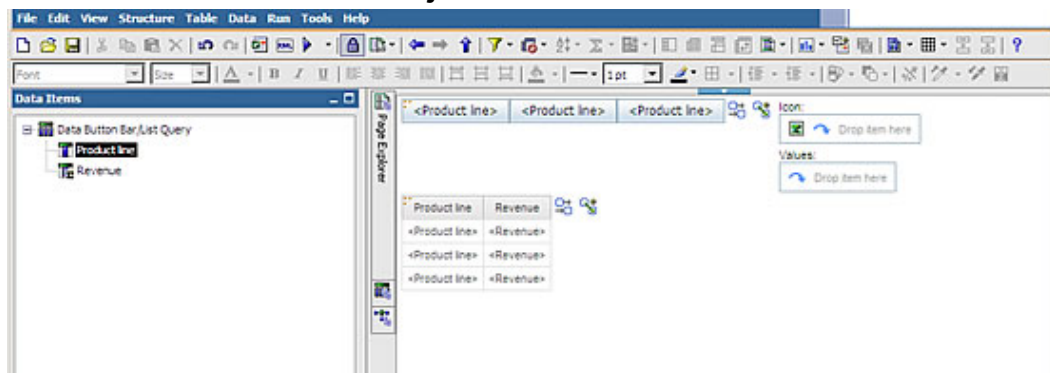 File Edit View Structure Table Data Run Tools Help
Font Size A B I U 1pt
Data Items
Data Button Bar/List Query
Product line
Revenue
Page Explorer
<Product line> <Product line> <Product line>
Icon:
Drop item here
Values:
Drop item here
Product line Revenue
<Product line> <Revenue>
<Product line> <Revenue>
<Product line> <Revenue>